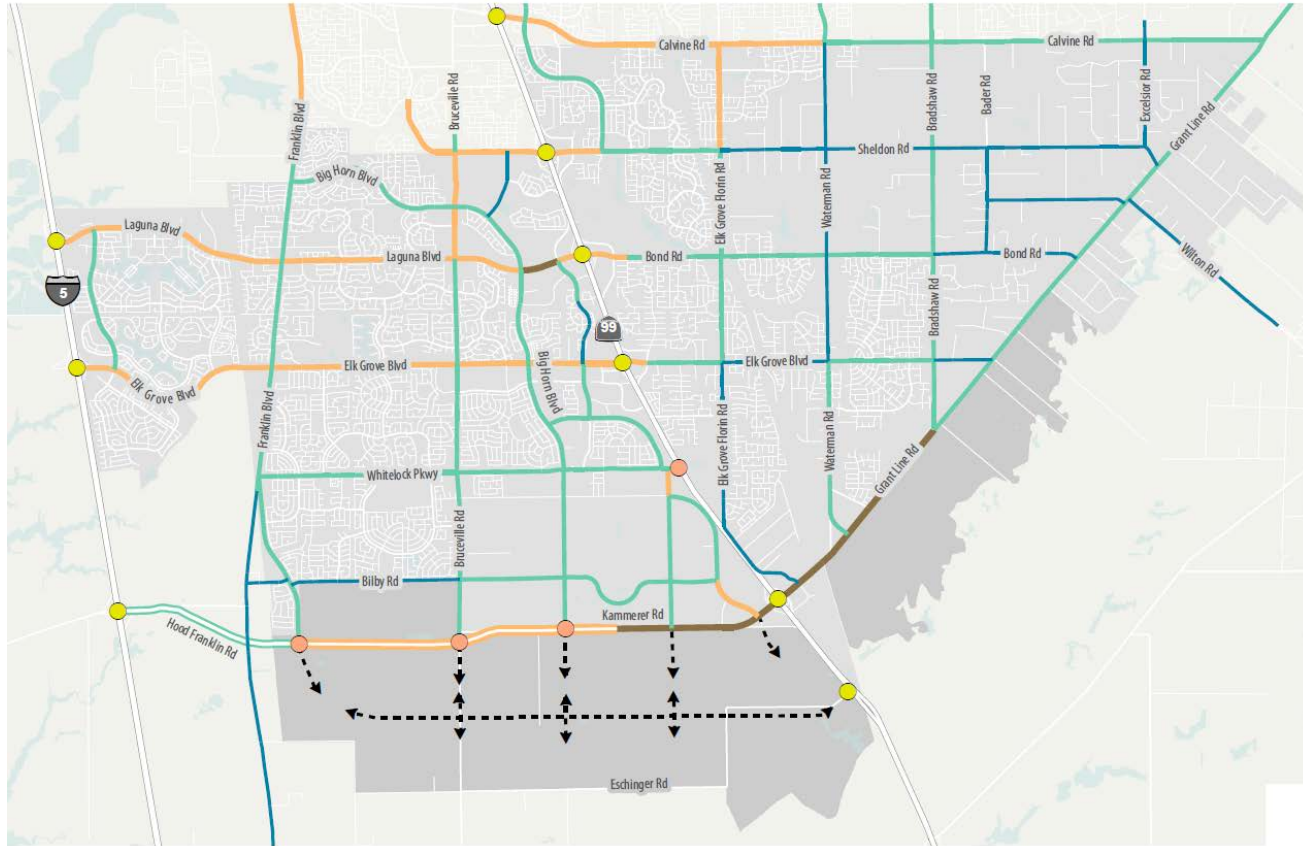 Calvine Rd
Calvine Rd
Franklin Blvd
Bruceville Rd
Bradshaw Rd
Bader Rd
Excelsior Rd
Grant Line Rd
Sheldon Rd
Big Horn Blvd
Elk Grove Florin Rd
Waterman Rd
Laguna Blvd
Laguna Blvd
Bond Rd
Bond Rd
Wilton Rd
5
99
Bradshaw Rd
Elk Grove Blvd
Elk Grove Blvd
Elk Grove Blvd
Big Horn Blvd
Franklin Blvd
Elk Grove Florin Rd
Waterman Rd
Grant Line Rd
Whitelock Pkwy
Bruceville Rd
Bilby Rd
Kammerer Rd
Hood Franklin Rd
Eschinger Rd